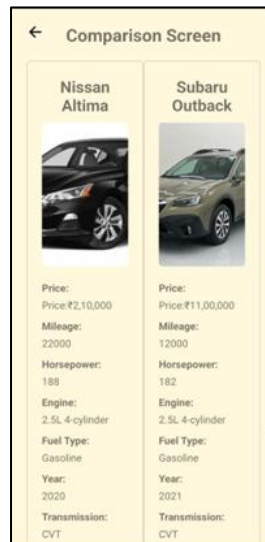 Comparison Screen
Nissan
Altima
Price:
Price:₹2,10,000
Mileage:
22000
Horsepower:
188
Engine:
2.5L 4-cylinder
Fuel Type:
Gasoline
Year:
2020
Transmission:
CVT
Subaru
Outback
Price:
Price:₹11,00,000
Mileage:
12000
Horsepower:
182
Engine:
2.5L 4-cylinder
Fuel Type:
Gasoline
Year:
2021
Transmission:
CVT